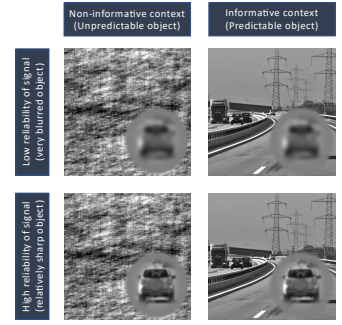 Non-informative context
(Unpredictable object)
Informative context
(Predictable object)
Low reliability of signal
(very blurred object)
High reliability of signal
(relatively sharp object)